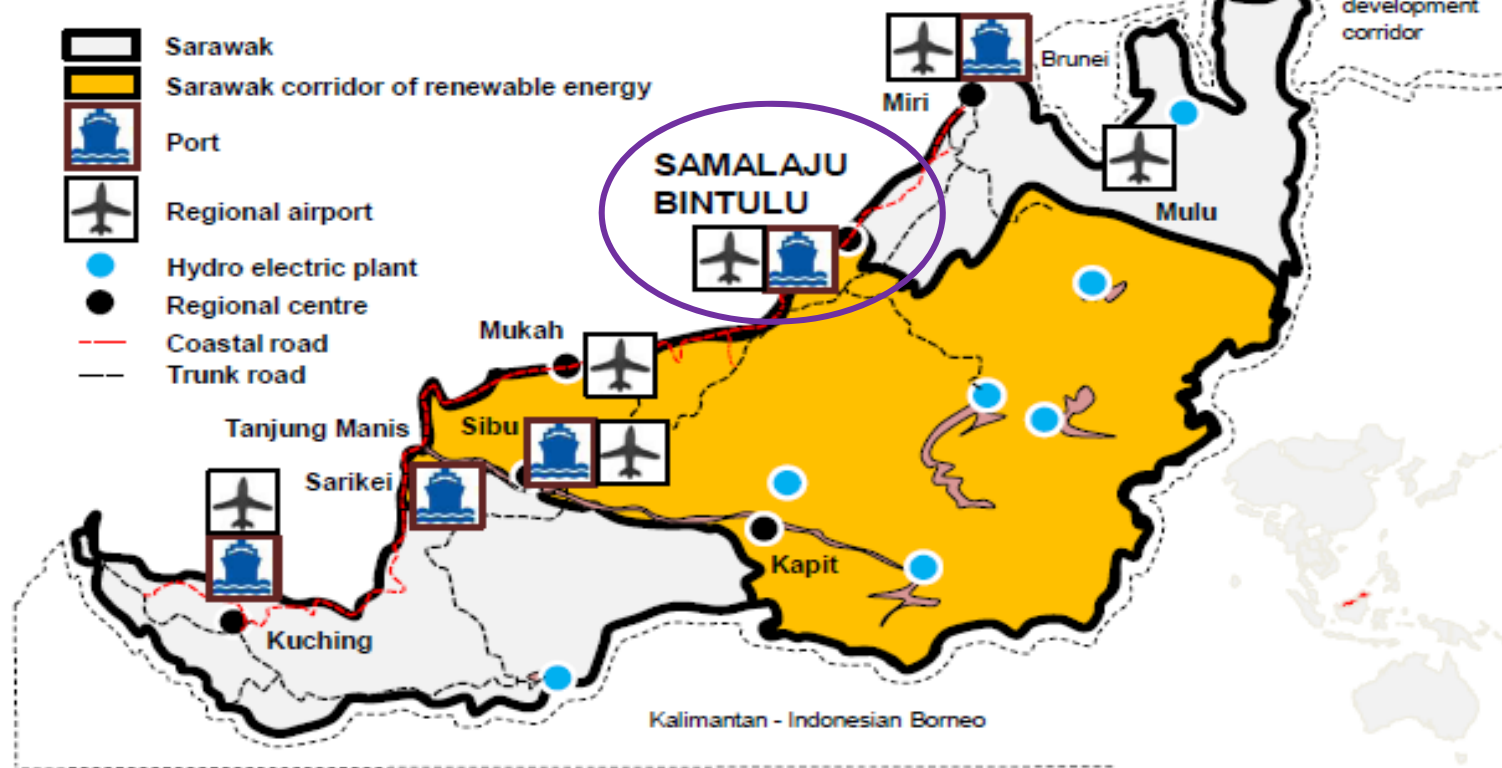 development
corridor
Sarawak
Sarawak corridor of renewable energy
Port
Regional airport
Hydro electric plant
Regional centre
Coastal road
Trunk road
Brunei
Miri
SAMALAJU
BINTULU
Mulu
Mukah
Tanjung Manis
Sibu
Sarikei
Kapit
Kuching
Kalimantan - Indonesian Borneo